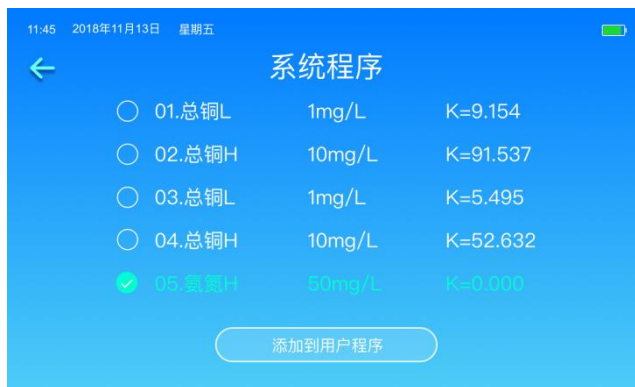 11:45 2018年11月13日 星期五
系统程序
01.总铜L 1mg/L K=9.154
02.总铜H 10mg/L K=91.537
03.总铜L 1mg/L K=5.495
04.总铜H 10mg/L K=52.632
05.氨氮H 50mg/L K=0.000
添加到用户程序